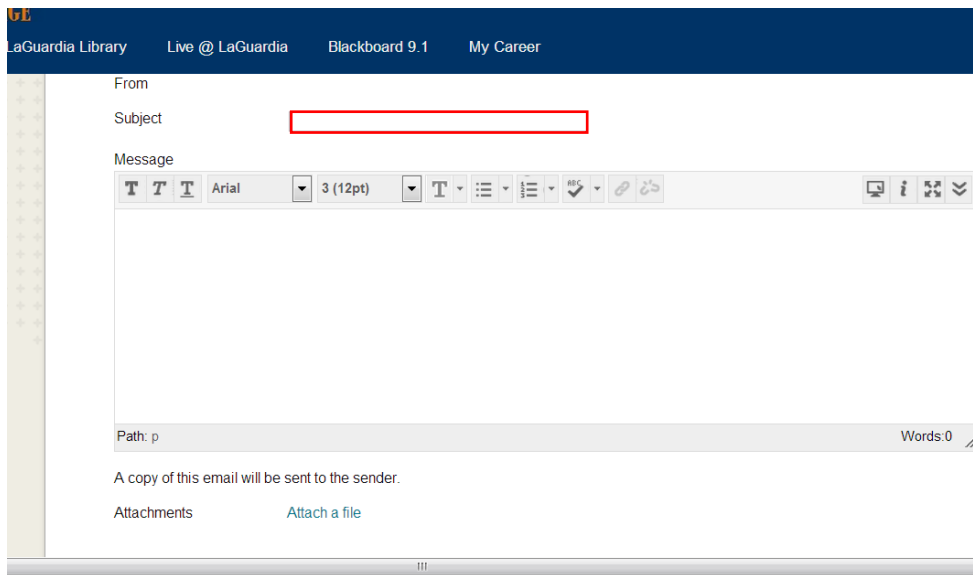 GE
LaGuardia Library Live @ LaGuardia Blackboard 9.1 My Career
From
Subject
Message
T T T Arial 3 (12pt) T ABC i
Path: p Words:0
A copy of this email will be sent to the sender.
Attachments Attach a file